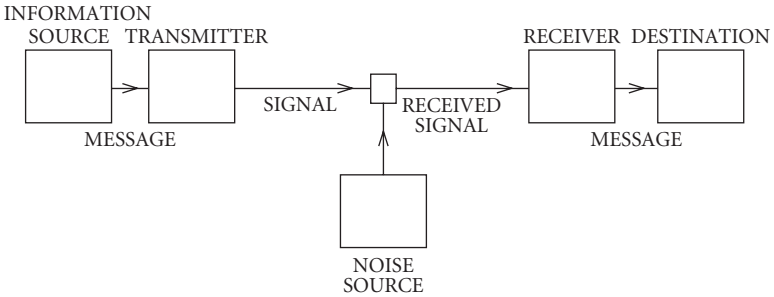 INFORMATION
SOURCE
TRANSMITTER
RECEIVER
DESTINATION
SIGNAL
RECEIVED
SIGNAL
MESSAGE
MESSAGE
NOISE
SOURCE